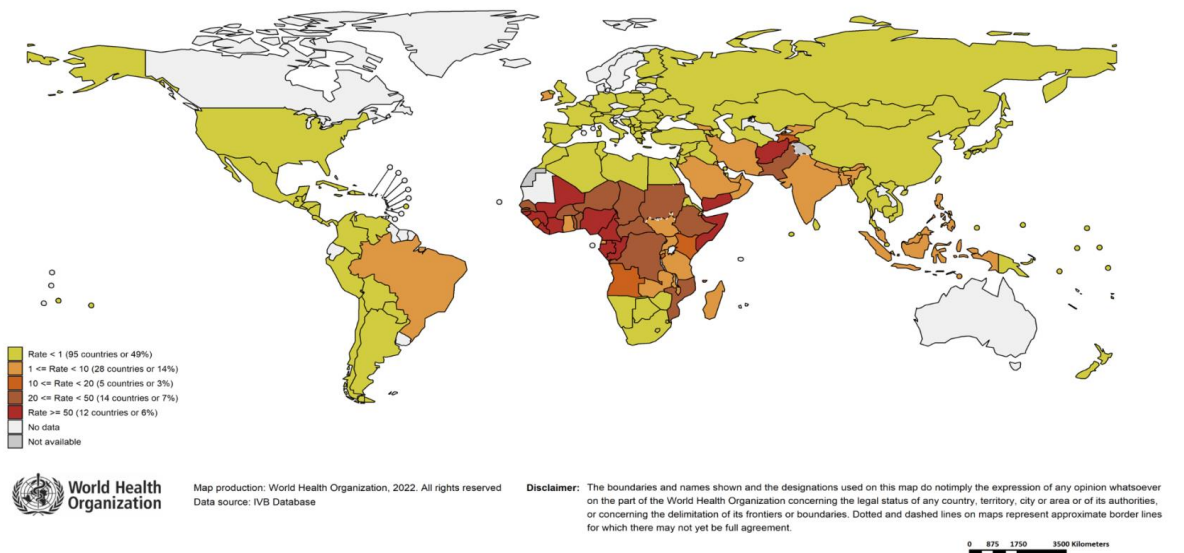 Rate < 1 (95 countries or 49%)
1 <= Rate < 10 (28 countries or 14%)
10 <= Rate < 20 (5 countries or 3%)
20 <= Rate < 50 (14 countries or 7%)
Rate >= 50 (12 countries or 6%)
No data
Not available
World Health
Organization
Map production: World Health Organization, 2022. All rights reserved
Data source: IVB Database
Disclaimer: The boundaries and names shown and the designations used on this map do notimply the expression of any opinion whatsoever
on the part of the World Health Organization concerning the legal status of any country, territory, city or area or of its authorities,
or concerning the delimitation of its frontiers or boundaries. Dotted and dashed lines on maps represent approximate border lines
for which there may not yet be full agreement.
0 875 1750 3500 Kilometers